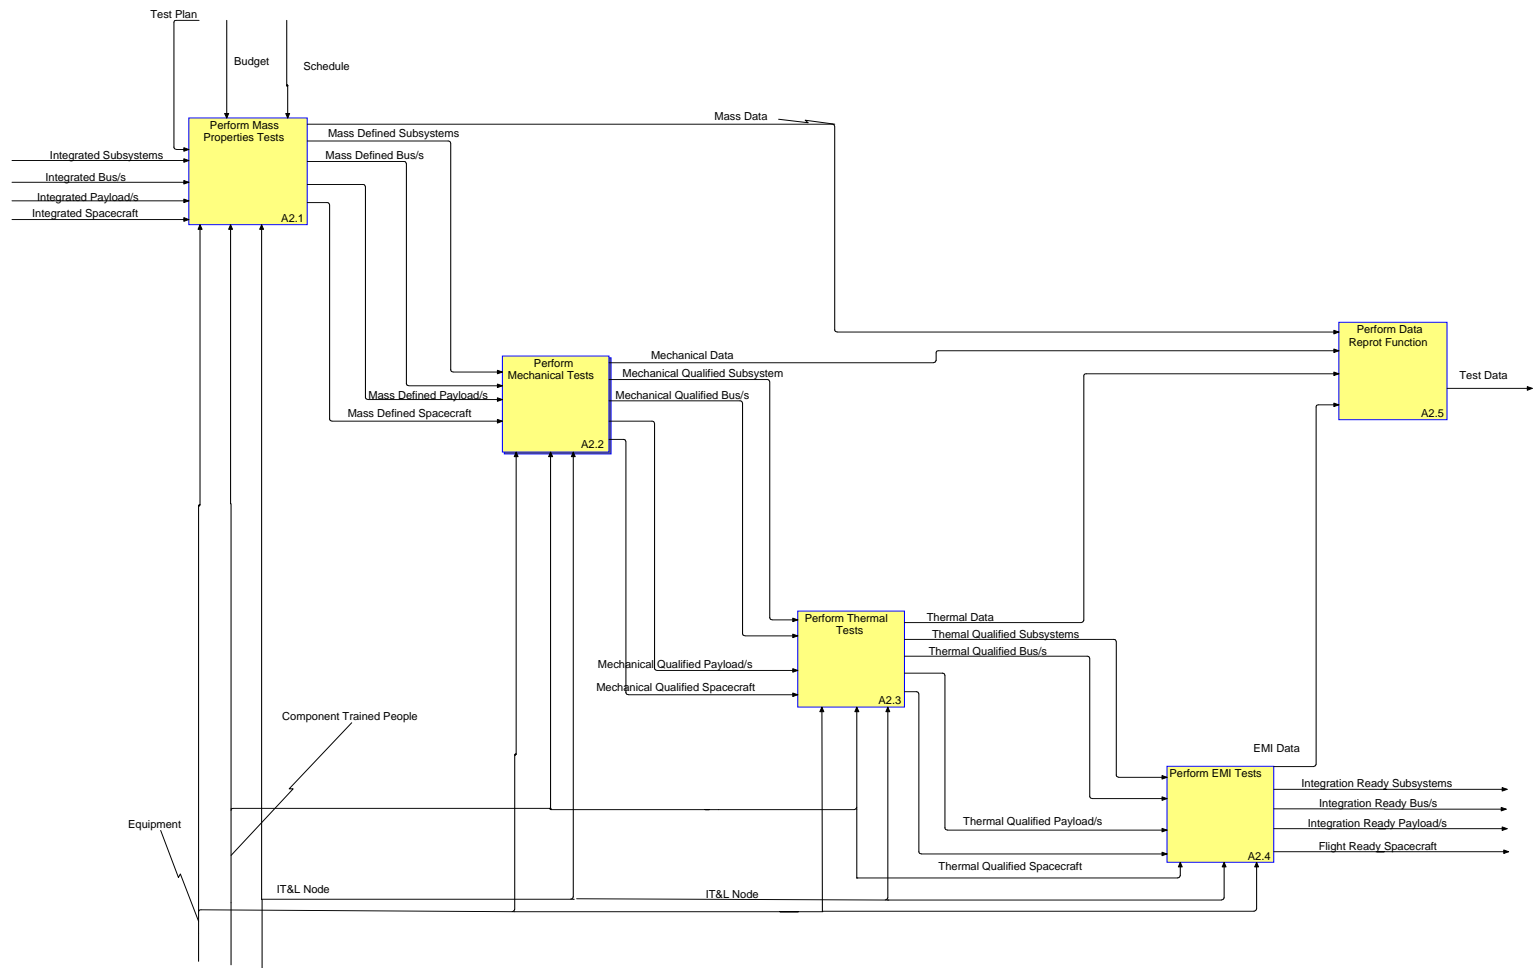 Test Plan
Budget
Schedule
Mass Data
Perform Mass
Properties Tests
A2.1
Mass Defined Subsystems
Mass Defined Bus/s
Integrated Subsystems
Integrated Bus/s
Integrated Payload/s
Integrated Spacecraft
Perform Data
Reprot Function
A2.5
Test Data
Mechanical Data
Perform
Mechanical Tests
A2.2
Mechanical Qualified Subsystem
Mechanical Qualified Bus/s
Mass Defined Payload/s
Mass Defined Spacecraft
Perform Thermal
Tests
A2.3
Thermal Data
Themal Qualified Subsystems
Thermal Qualified Bus/s
Mechanical Qualified Payload/s
Mechanical Qualified Spacecraft
Component Trained People
EMI Data
Perform EMI Tests
A2.4
Integration Ready Subsystems
Integration Ready Bus/s
Integration Ready Payload/s
Flight Ready Spacecraft
Thermal Qualified Payload/s
Thermal Qualified Spacecraft
Equipment
IT&L Node
IT&L Node